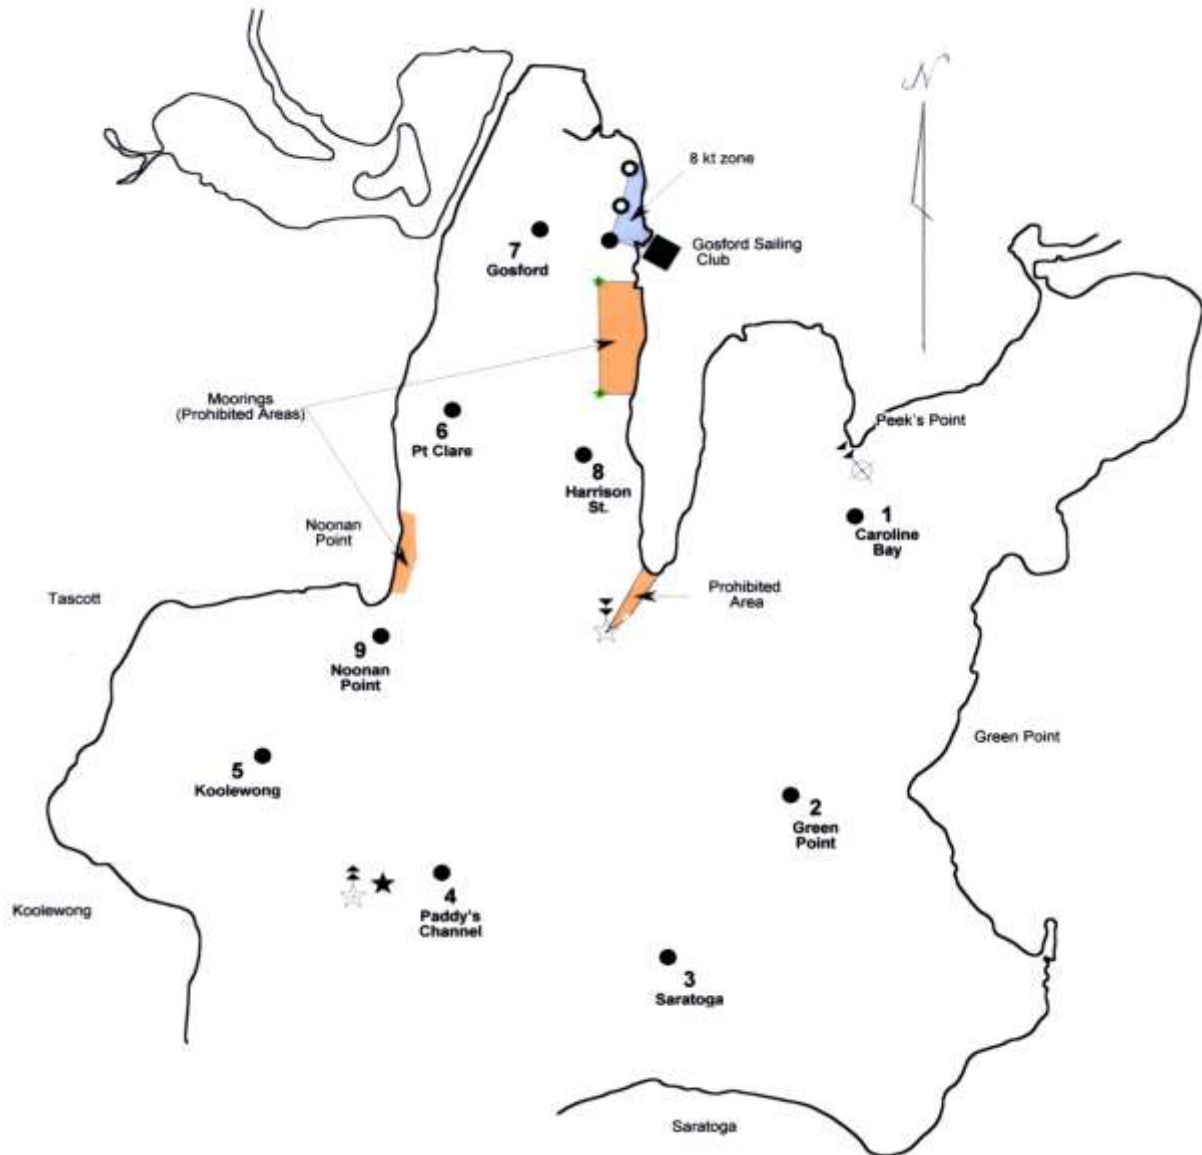 N
8 kt zone
Gosford Sailing
Club
7
Gosford
Moorings
(Prohibited Areas)
6
Pt Clare
Peek's Point
8
Harrison
St.
1
Caroline
Bay
Noonan
Point
Tascott
Prohibited
Area
9
Noonan
Point
Green Point
5
Koolewong
2
Green
Point
Koolewong
4
Paddy's
Channel
3
Saratoga
Saratoga